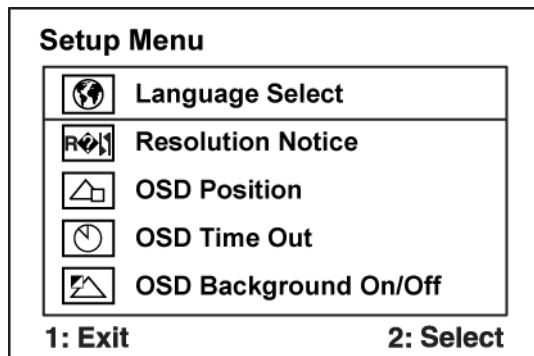 Setup Menu
Language Select
Resolution Notice
OSD Position
OSD Time Out
OSD Background On/Off
1: Exit 2: Select